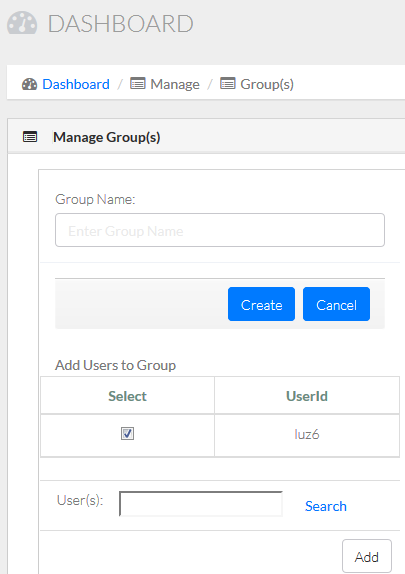 DASHBOARD
Dashboard / Manage / Group(s)
Manage Group(s)
Group Name:
Enter Group Name
Create Cancel
Add Users to Group
Select UserId
luz6
User(s): Search
Add